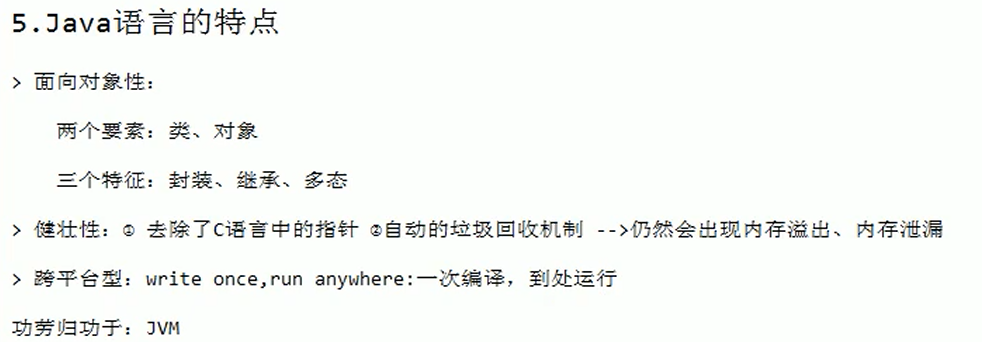 5.Java语言的特点
> 面向对象性：
两个要素：类、对象
三个特征：封装、继承、多态
> 健壮性：① 去除了C语言中的指针 ②自动的垃圾回收机制 -->仍然会出现内存溢出、内存泄漏
> 跨平台型：write once,run anywhere:一次编译，到处运行
功劳归功于：JVM